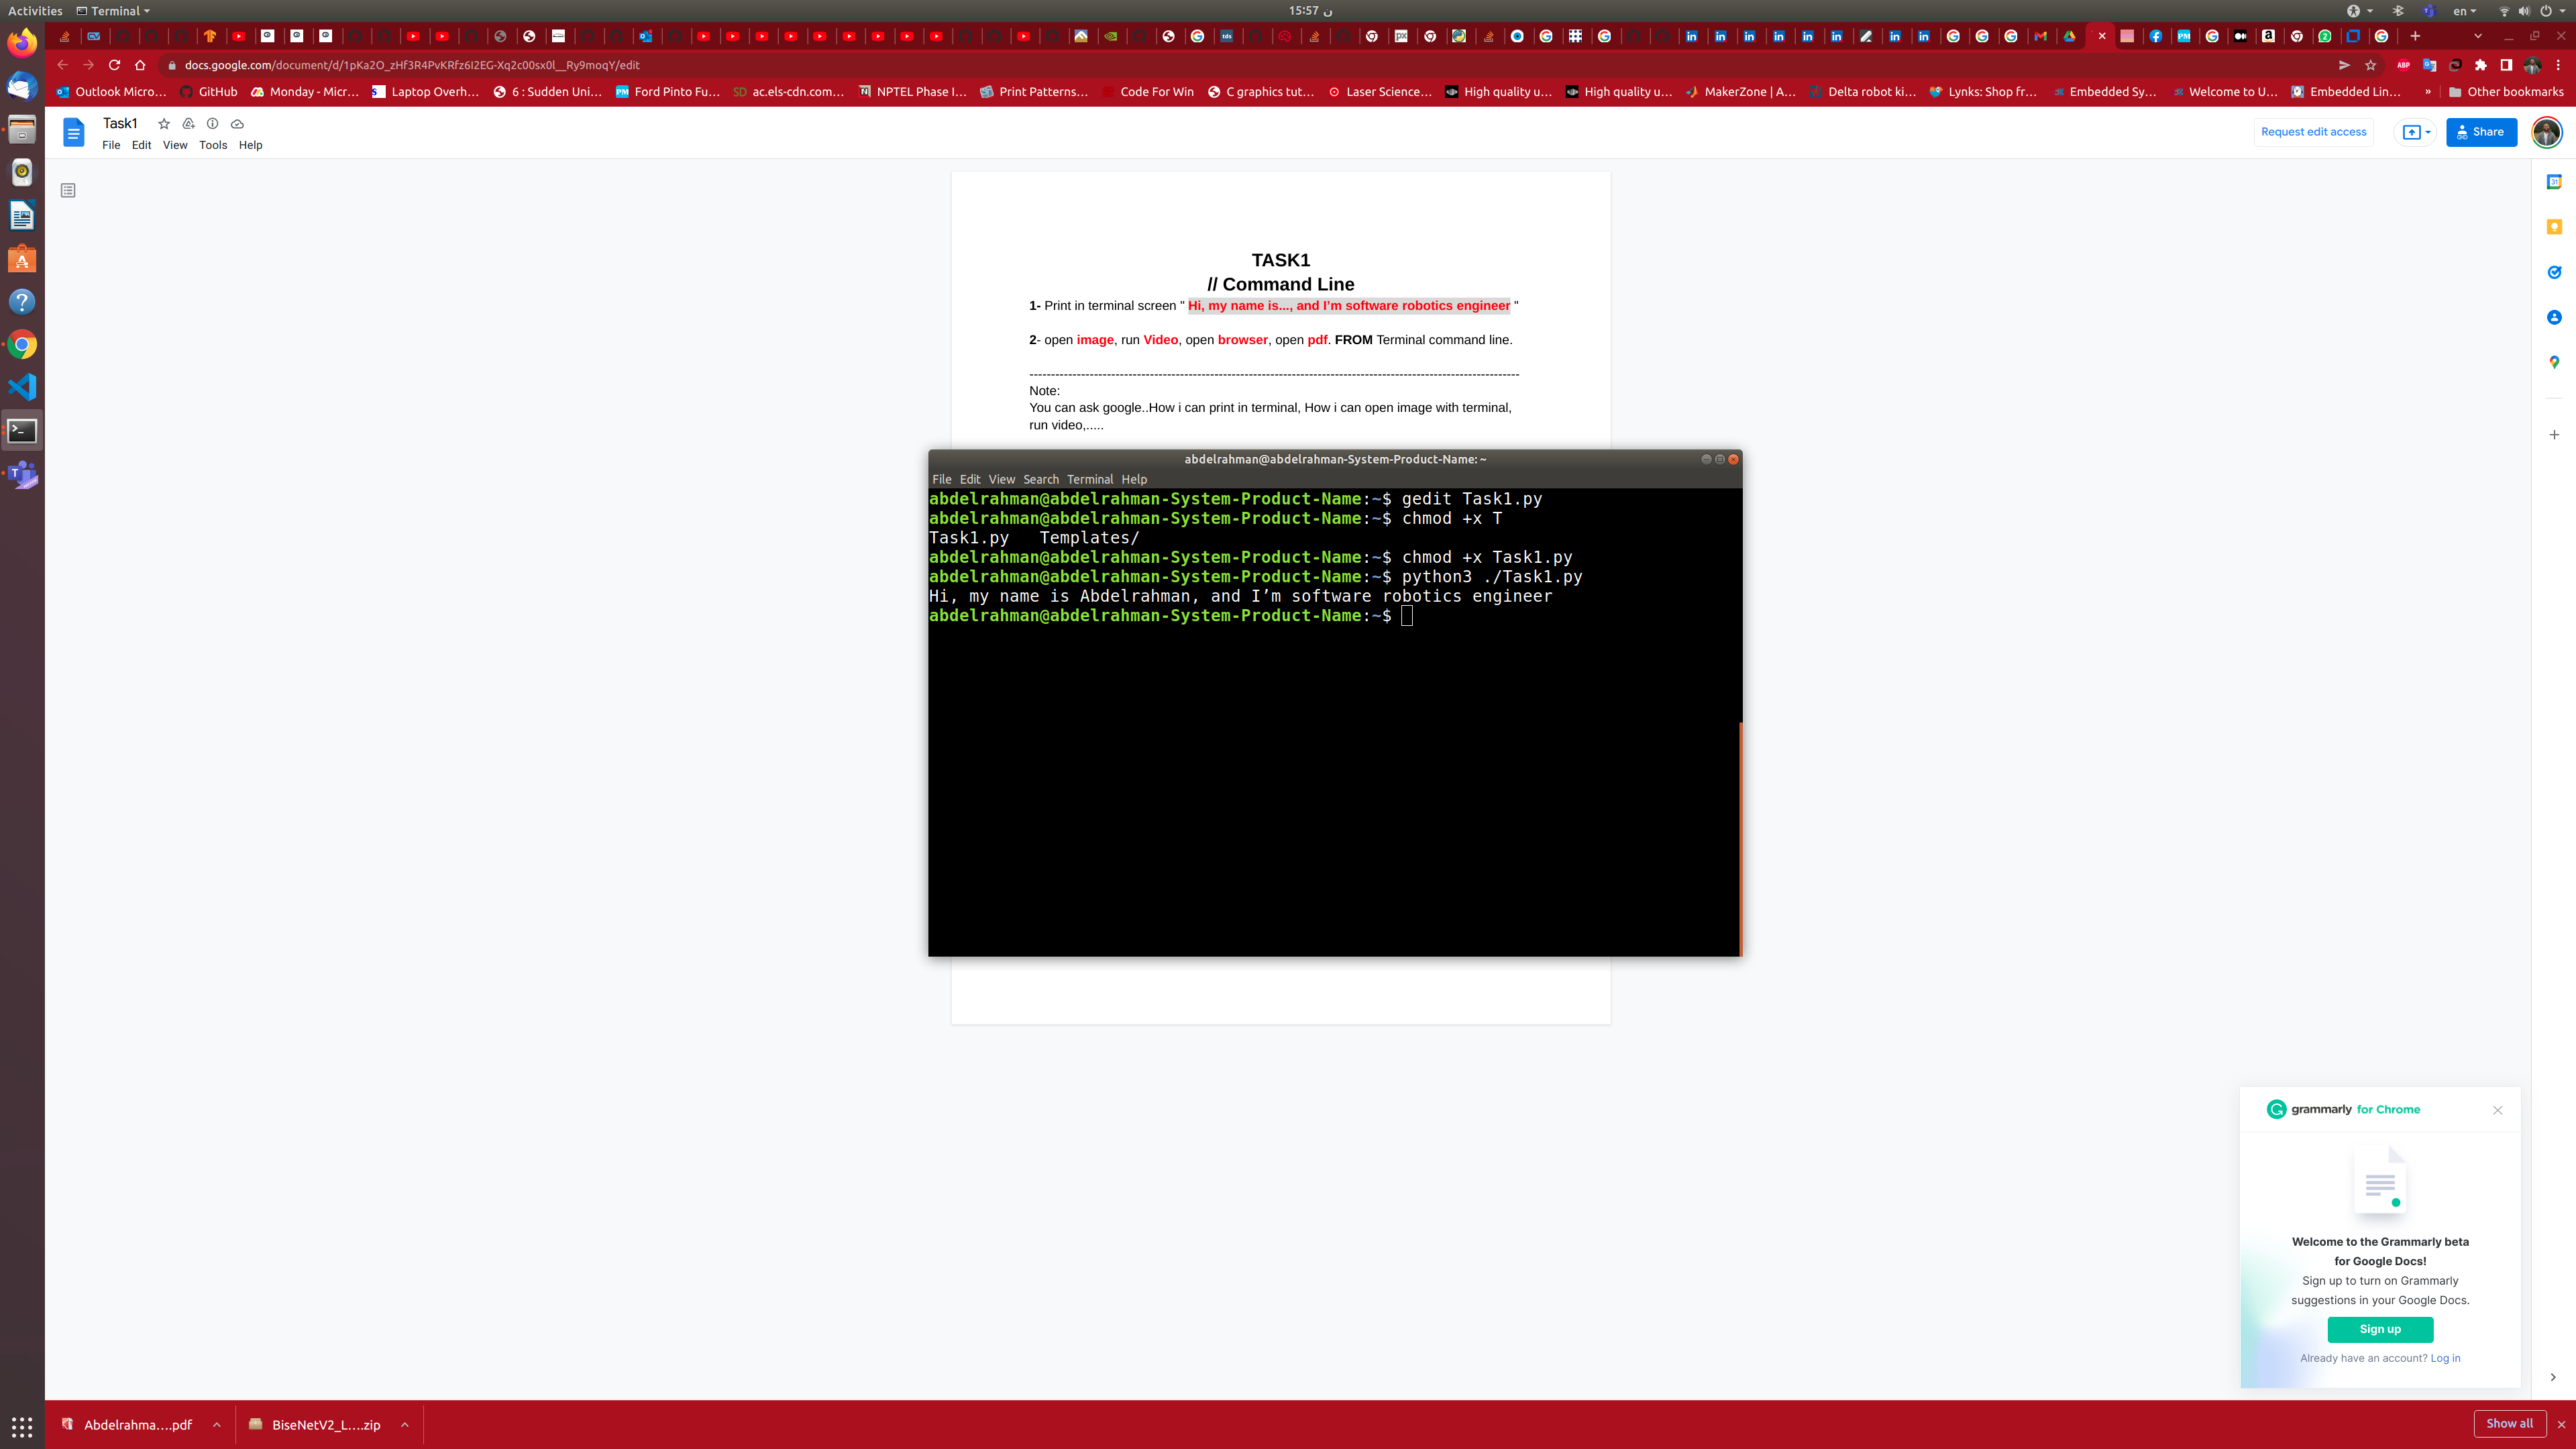 Activities
Terminal
15:57 ن
en
docs.google.com/document/d/1pKa2O_zHf3R4PvKRfz6I2EG-Xq2c00sx0l__Ry9moqY/edit
Outlook Micro…
GitHub
Monday - Micr…
Laptop Overh…
6 : Sudden Uni…
Ford Pinto Fu…
ac.els-cdn.com…
NPTEL Phase I…
Print Patterns…
Code For Win
C graphics tut…
Laser Science…
High quality u…
High quality u…
MakerZone | A…
Delta robot ki…
Lynks: Shop fr…
Embedded Sy…
Welcome to U…
Embedded Lin…
»
Other bookmarks
Task1
File Edit View Tools Help
Request edit access
Share
TASK1
// Command Line
1- Print in terminal screen " Hi, my name is..., and I’m software robotics engineer "
2- open image, run Video, open browser, open pdf. FROM Terminal command line.
------------------------------------------------------------------------------------------------------------------
Note:
You can ask google..How i can print in terminal, How i can open image with terminal,
run video,.....
abdelrahman@abdelrahman-System-Product-Name: ~
File Edit View Search Terminal Help
abdelrahman@abdelrahman-System-Product-Name:~$ gedit Task1.py
abdelrahman@abdelrahman-System-Product-Name:~$ chmod +x T
Task1.py   Templates/
abdelrahman@abdelrahman-System-Product-Name:~$ chmod +x Task1.py
abdelrahman@abdelrahman-System-Product-Name:~$ python3 ./Task1.py
Hi, my name is Abdelrahman, and I’m software robotics engineer
abdelrahman@abdelrahman-System-Product-Name:~$
grammarly for Chrome
Welcome to the Grammarly beta
for Google Docs!
Sign up to turn on Grammarly
suggestions in your Google Docs.
Sign up
Already have an account? Log in
Abdelrahma….pdf
BiseNetV2_L….zip
Show all